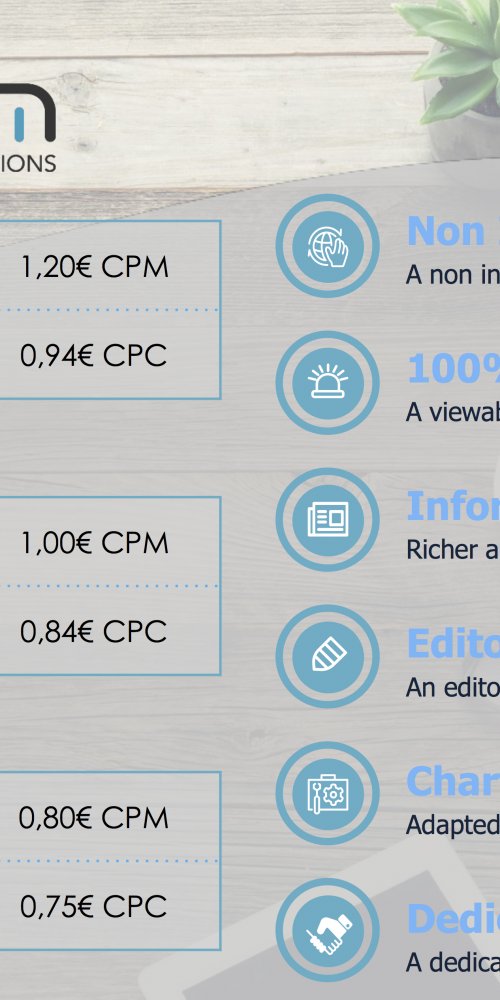 IONS
1,20€ CPM
0,94€ CPC
1,00€ CPM
0,84€ CPC
0,80€ CPM
0,75€ CPC
Non
A non in
100%
A viewab
Infor
Richer a
Edito
An edito
Char
Adapted
Dedic
A dedica